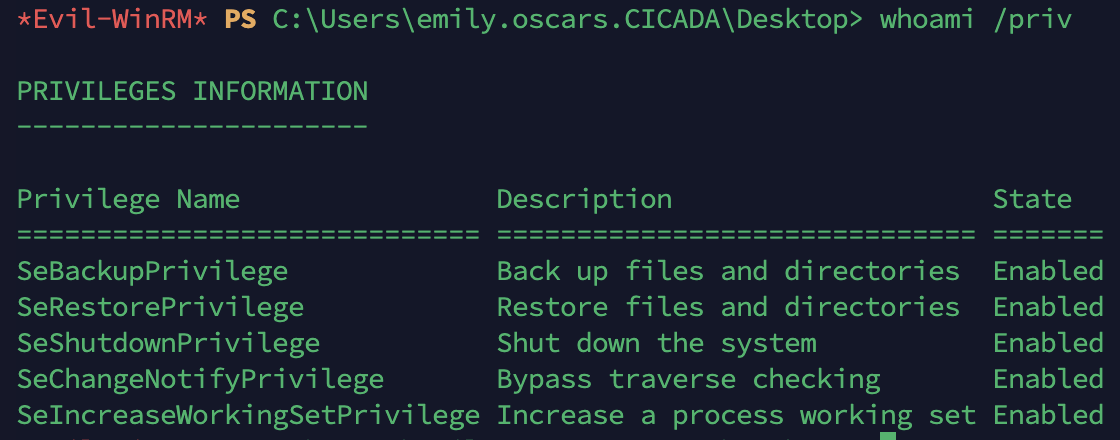 *Evil-WinRM* PS C:\Users\emily.oscars.CICADA\Desktop> whoami /priv
PRIVILEGES INFORMATION
----------------------
Privilege Name                Description                    State
============================= ============================== =======
SeBackupPrivilege             Back up files and directories  Enabled
SeRestorePrivilege            Restore files and directories  Enabled
SeShutdownPrivilege           Shut down the system           Enabled
SeChangeNotifyPrivilege       Bypass traverse checking       Enabled
SeIncreaseWorkingSetPrivilege Increase a process working set Enabled